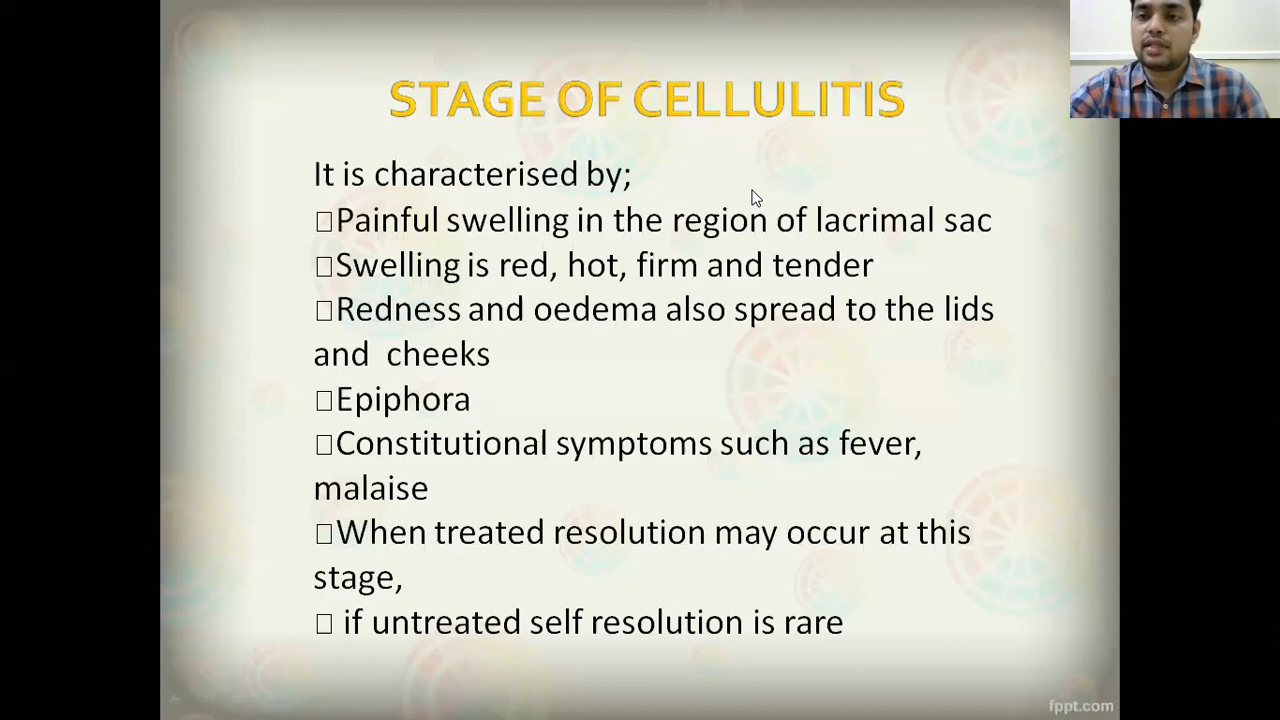 STAGE OF CELLULITIS
It is characterised by;
□Painful swelling in the region of lacrimal sac
□Swelling is red, hot, firm and tender
□Redness and oedema also spread to the lids
and cheeks
□Epiphora
□Constitutional symptoms such as fever,
malaise
□When treated resolution may occur at this
stage,
□ if untreated self resolution is rare
fppt.com